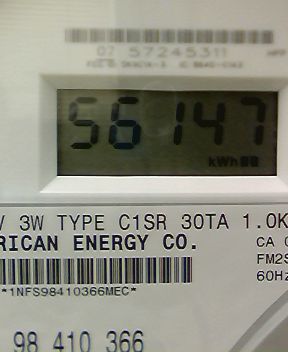 07 57245311
56147
kWh
V 3W TYPE C1SR 30TA 1.0K
RICAN ENERGY CO.
CA
FM2S
60Hz
*1NFS98410366MEC*
98 410 366